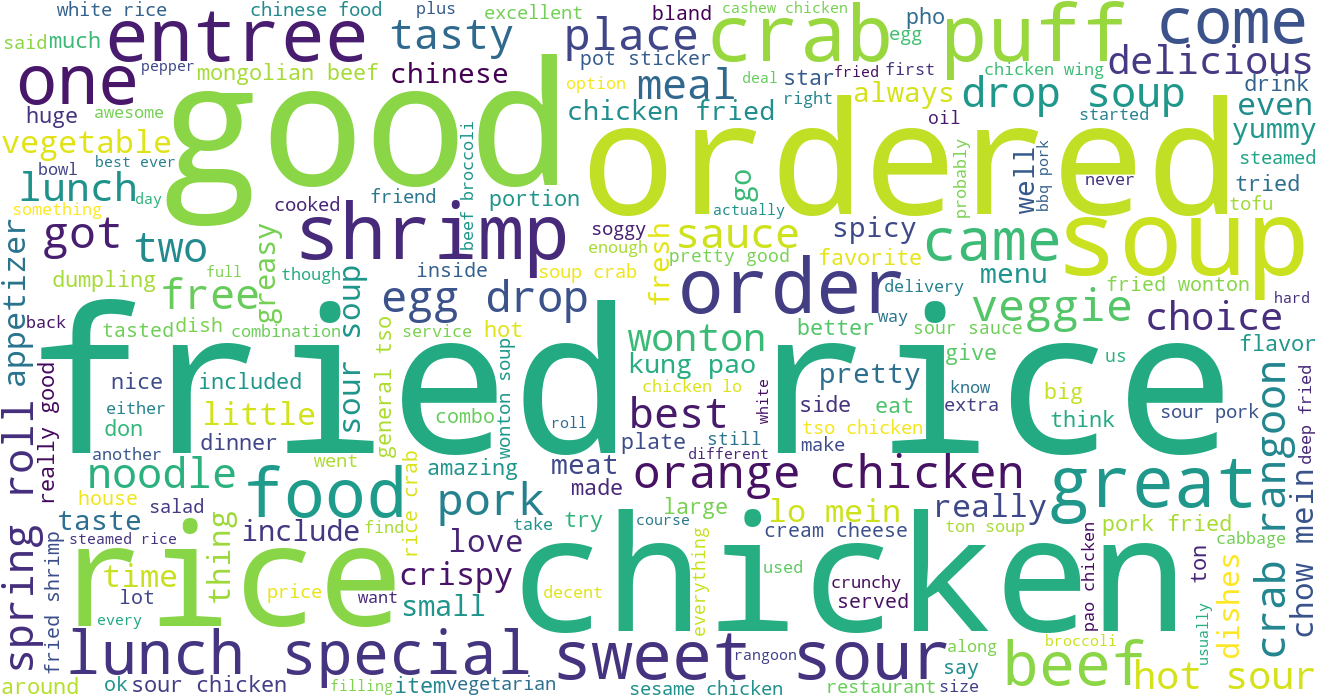 white rice
plus
chinese food
entree
tasty
excellent
place
bland
crab puff
cashew chicken
pho
egg
come
said
much
one
pepper
mongolian beef
chinese
good
pot sticker
meal
option
deal
star
fried
first
right
always
chicken wing
drop soup
delicious
drink
even
huge
awesome
vegetable
chicken fried
ordered
oil
started
yummy
best ever
bowl
lunch
day
beef broccoli
friend
portion
go
probably
well
bbq pork
never
steamed
tried
tofu
something
cooked
actually
got
two
shrimp
soggy
enough
sauce
spicy
came
soup
appetizer
dumpling
free
greasy
full
though
sour soup
inside
soup crab
fresh
pretty good
favorite
menu
fried wonton
egg drop
order
delivery
veggie
hard
back
tasted
dish
combination
service
hot
wonton
better
way
sour sauce
choice
flavor
fried rice
general tso
wonton soup
kung pao
give
us
nice
included
chicken lo
pretty
know
big
really good
either
little
combo
roll
best
white
side
eat
extra
think
sour pork
deep fried
don
dinner
tso chicken
plate
still
make
another
went
different
spring roll
noodle
food
amazing
meat
orange chicken
great
crab rangoon
chow mein
house
salad
pork
made
taste
include
rice crab
find
take
try
large
course
lo mein
really
cream cheese
ton soup
pork fried
cabbage
steamed rice
thing
love
everything
pao chicken
ton
fried shrimp
time
rice
price
want
crispy
small
decent
chicken
used
crunchy
served
dishes
lot
every
usually
lunch special
sweet sour
rangoon
along
say
beef
broccoli
hot sour
around
ok
sour chicken
filling
item
vegetarian
sesame chicken
restaurant
size